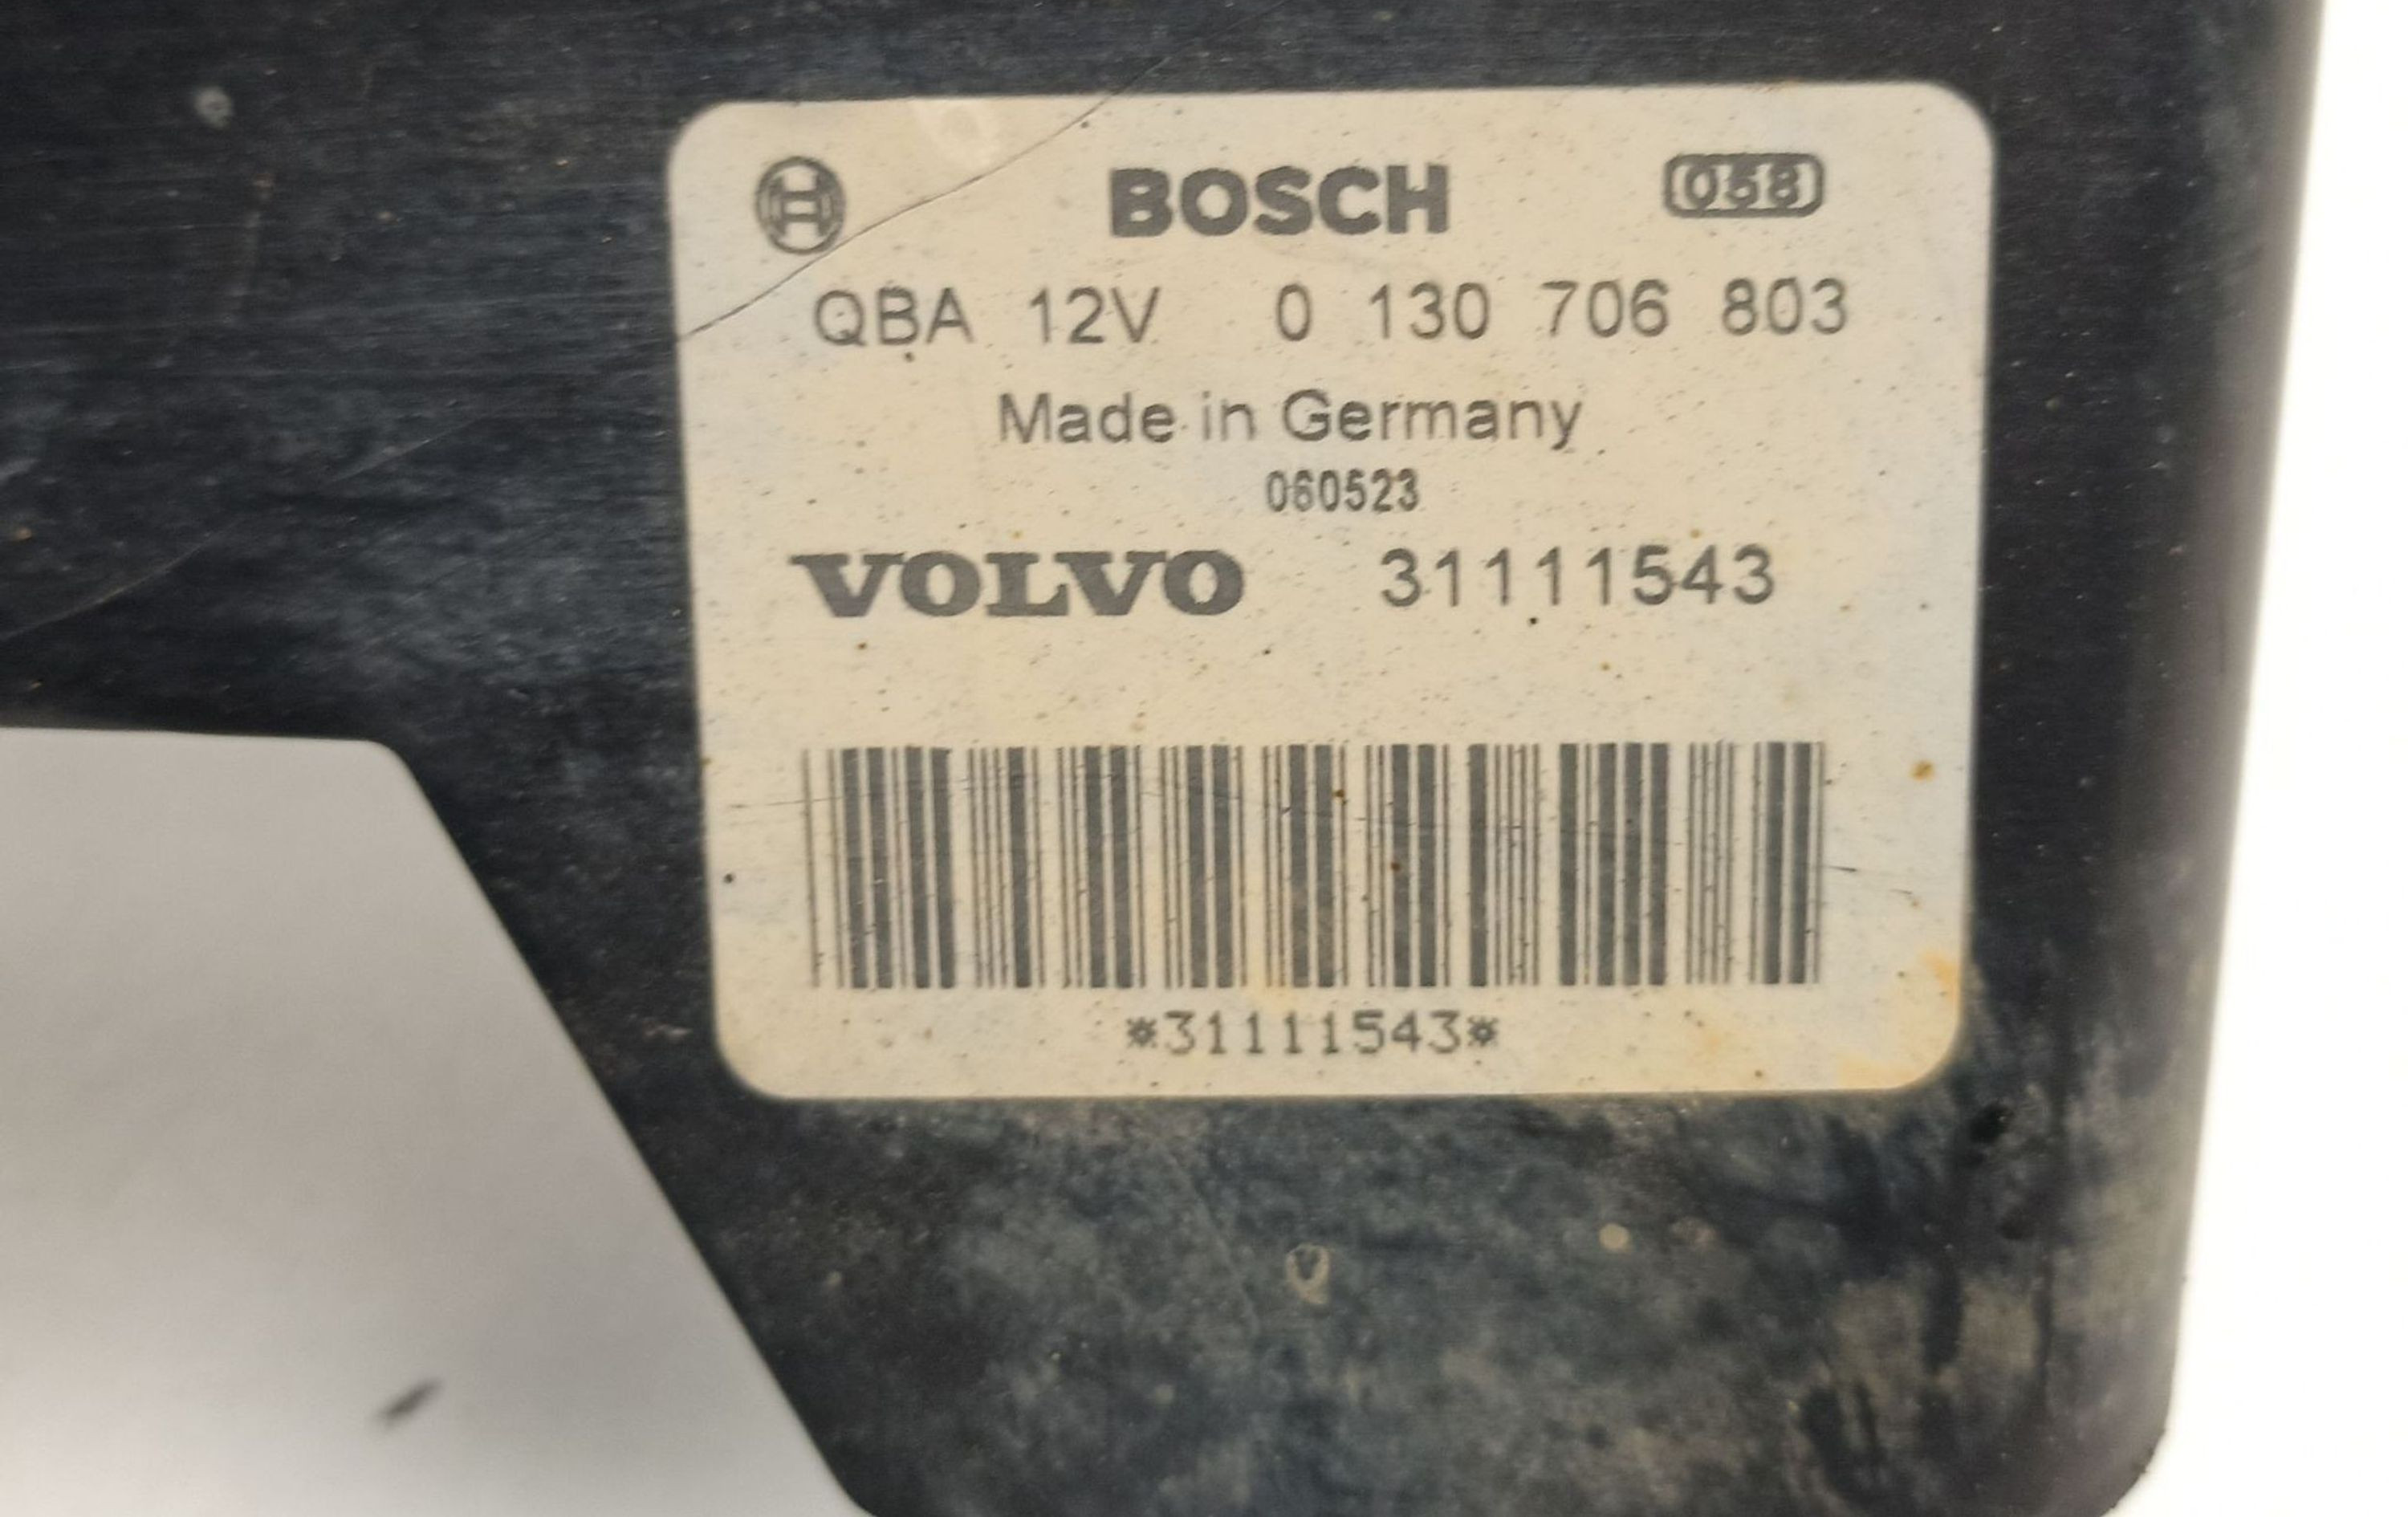 BOSCH 058
QBA 12V 0 130 706 803
Made in Germany
060523
VOLVO 31111543
*31111543*